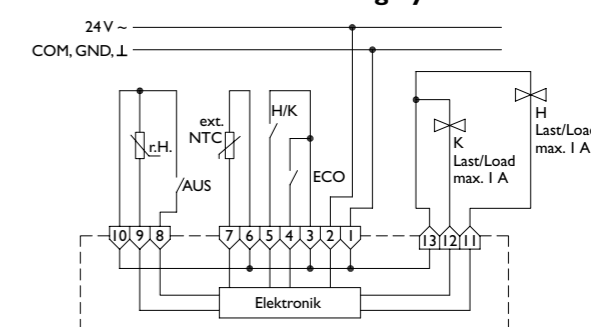 24 V ~
COM, GND, ⊥
r.H.
AUS
ext.
NTC
H/K
ECO
K
Last/Load
max. 1 A
H
Last/Load
max. 1 A
10 9 8 7 6 5 4 3 2 1 13 12 11
Elektronik